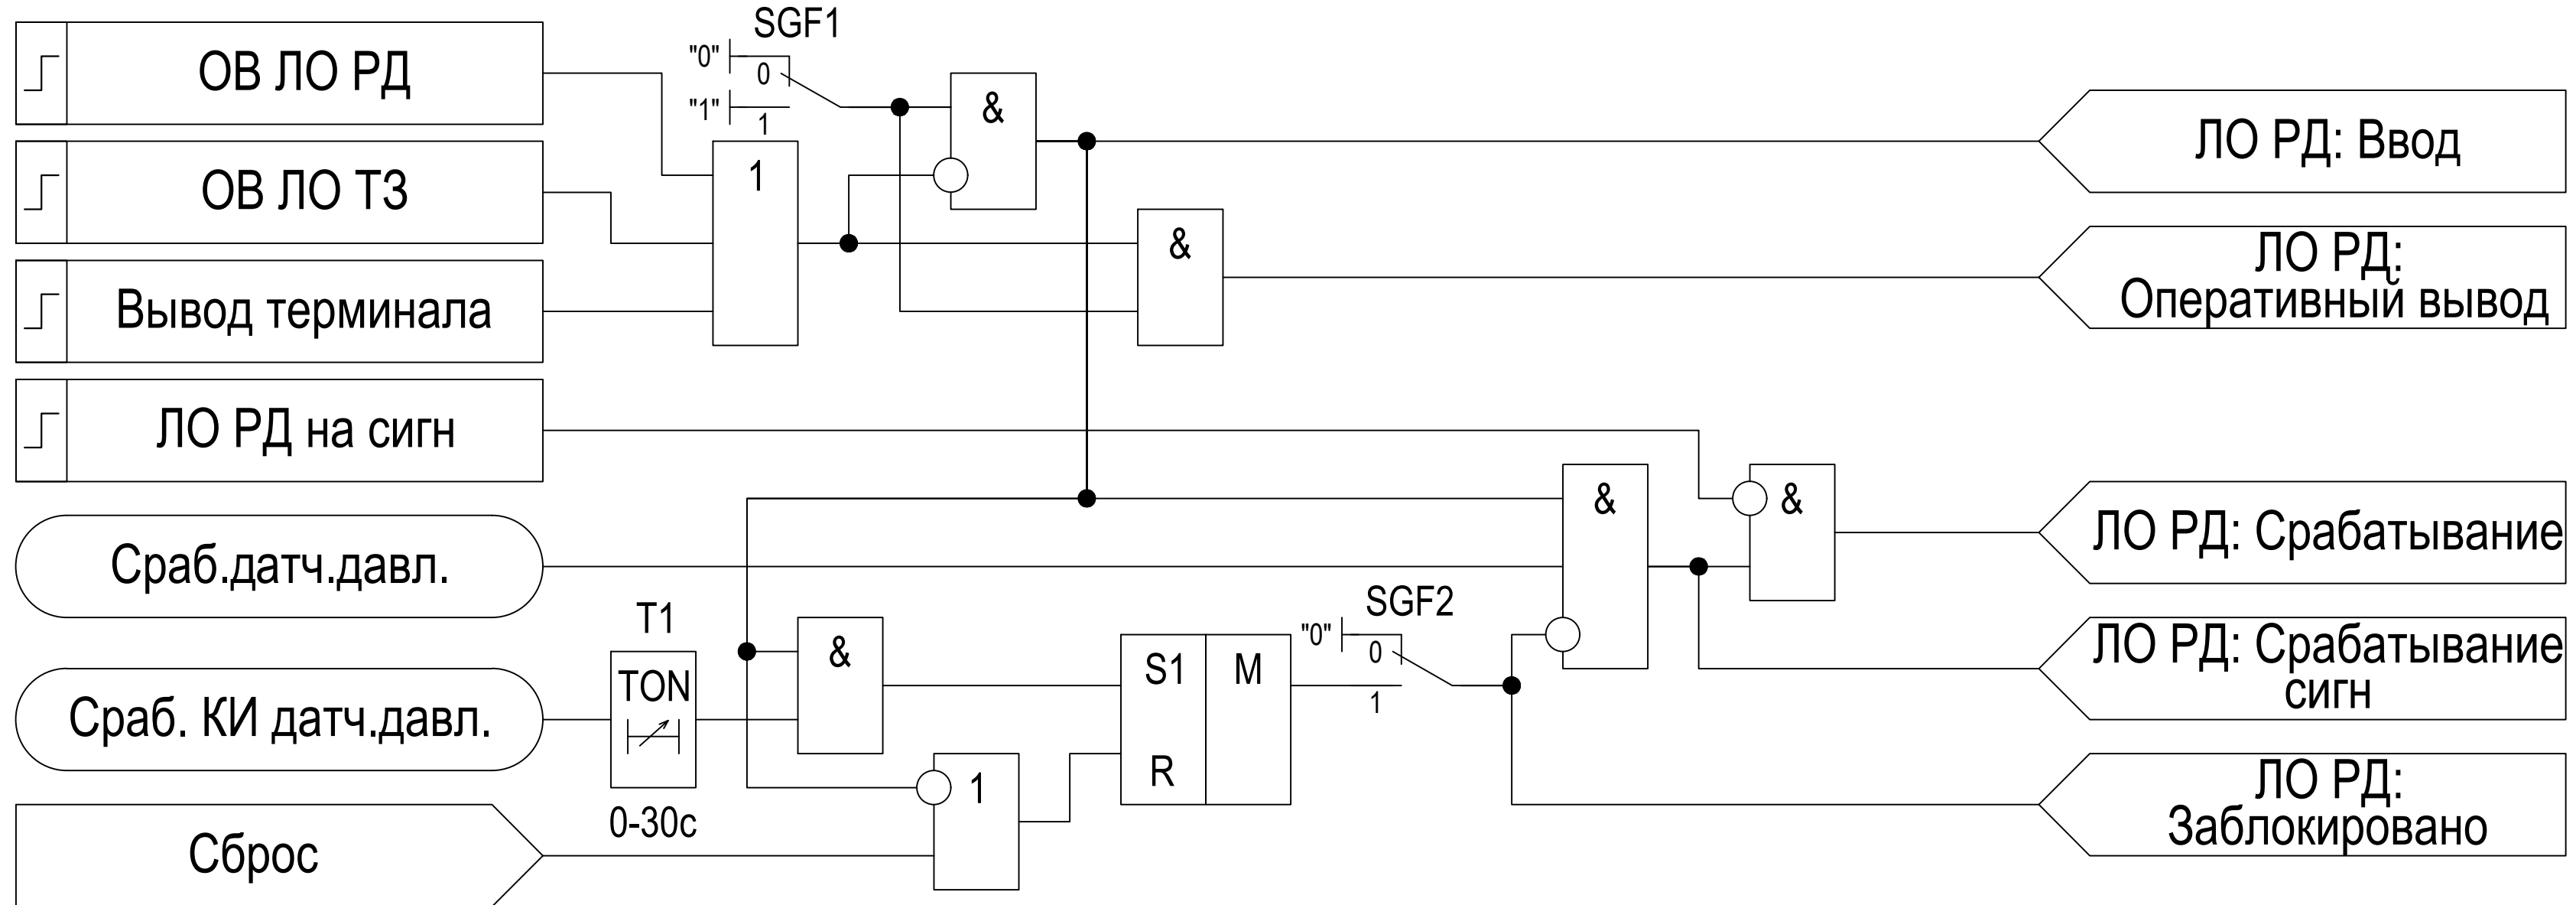 SGF1
"0"
0
"1"
1
ОВ ЛО РД
&
1
ЛО РД: Ввод
ОВ ЛО ТЗ
&
ЛО РД:
Оперативный вывод
Вывод терминала
ЛО РД на сигн
&
&
ЛО РД: Срабатывание
Сраб.датч.давл.
T1
SGF2
"0"
0
1
ЛО РД: Срабатывание
сигн
&
S1
M
TON
Сраб. КИ датч.давл.
R
1
0-30с
ЛО РД:
Заблокировано
Сброс